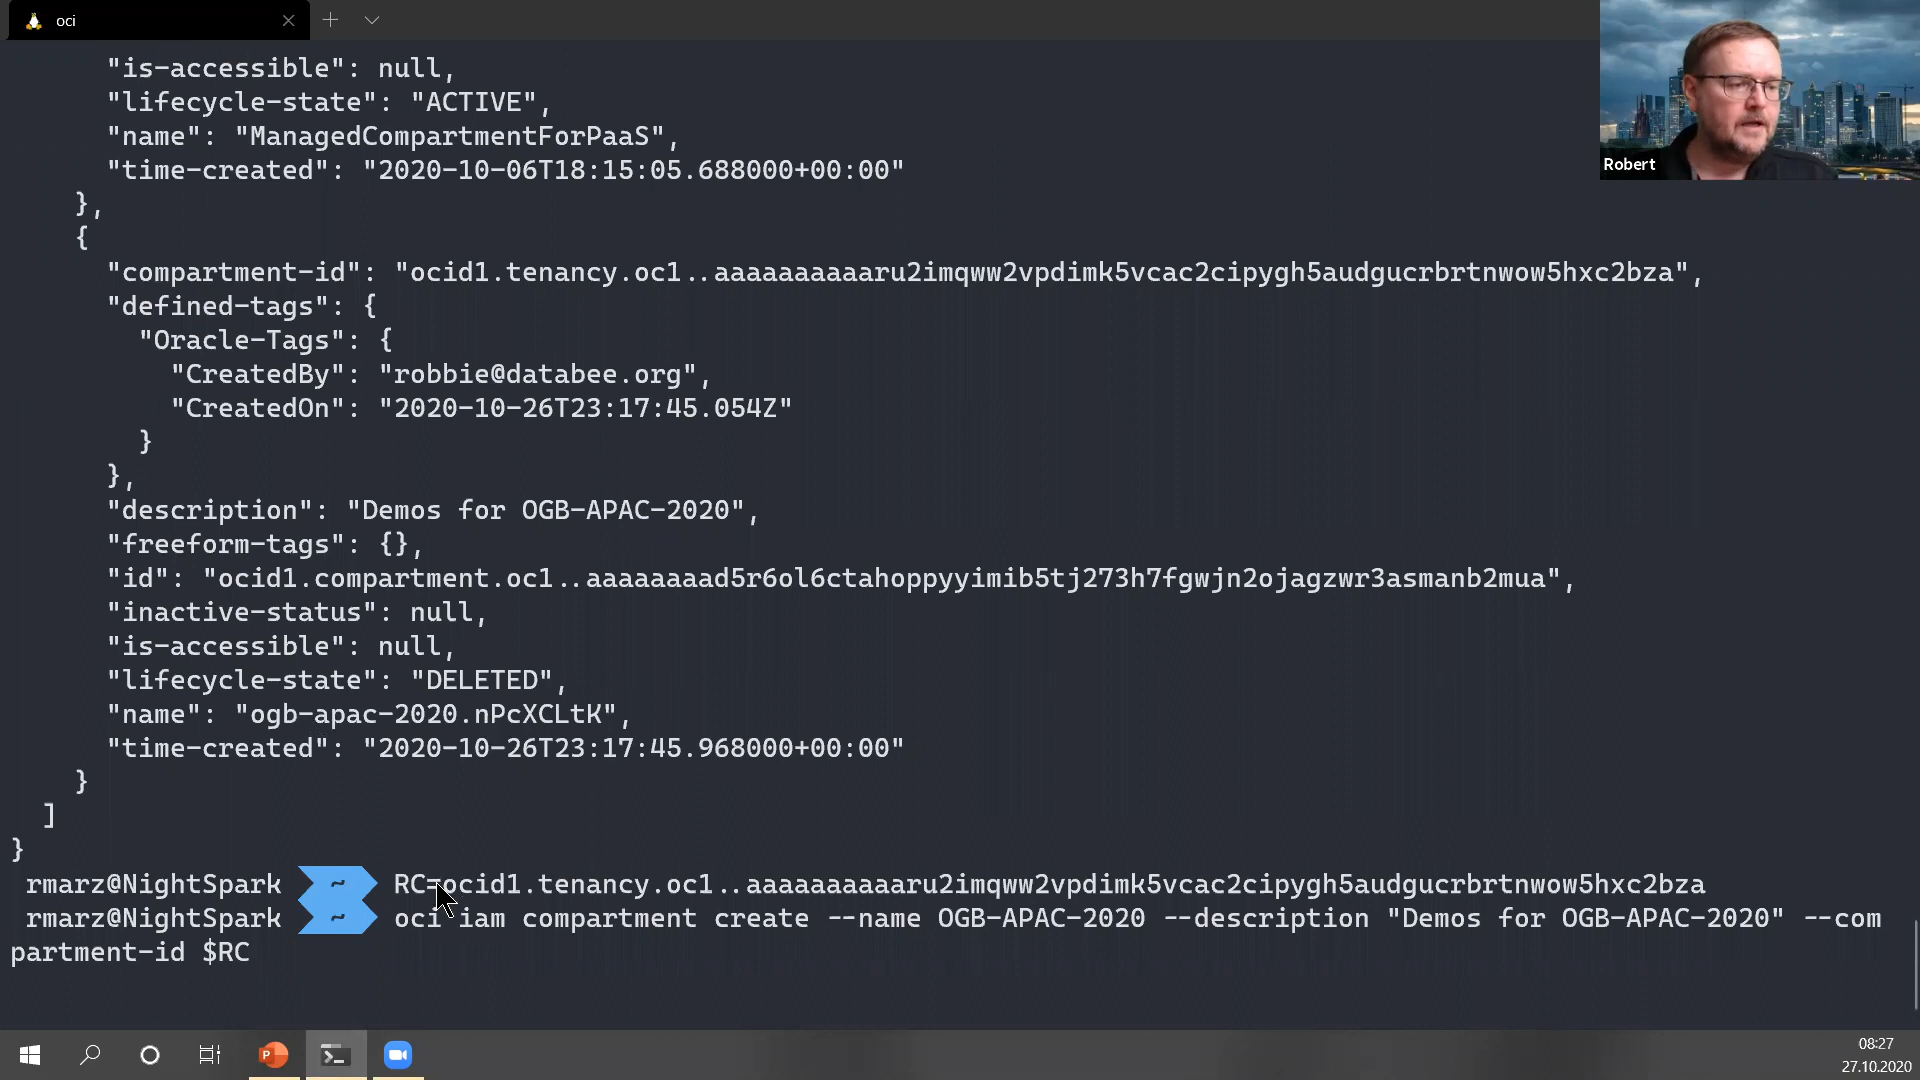 oci
"is-accessible": null,
"lifecycle-state": "ACTIVE",
"name": "ManagedCompartmentForPaaS",
"time-created": "2020-10-06T18:15:05.688000+00:00"
},
{
"compartment-id": "ocid1.tenancy.oc1..aaaaaaaaaaru2imqww2vpdimk5vcac2cipygh5audgucrbrtnwow5hxc2bza",
"defined-tags": {
"Oracle-Tags": {
"CreatedBy": "robbie@databee.org",
"CreatedOn": "2020-10-26T23:17:45.054Z"
}
},
"description": "Demos for OGB-APAC-2020",
"freeform-tags": {},
"id": "ocid1.compartment.oc1..aaaaaaaad5r6ol6ctahoppyyimib5tj273h7fgwjn2ojagzwr3asmanb2mua",
"inactive-status": null,
"is-accessible": null,
"lifecycle-state": "DELETED",
"name": "ogb-apac-2020.nPcXCLtK",
"time-created": "2020-10-26T23:17:45.968000+00:00"
}
]
}
rmarz@NightSpark ~ RC=ocid1.tenancy.oc1..aaaaaaaaaaru2imqww2vpdimk5vcac2cipygh5audgucrbrtnwow5hxc2bza
rmarz@NightSpark ~ oci iam compartment create --name OGB-APAC-2020 --description "Demos for OGB-APAC-2020" --com
partment-id $RC
Robert
08:27
27.10.2020